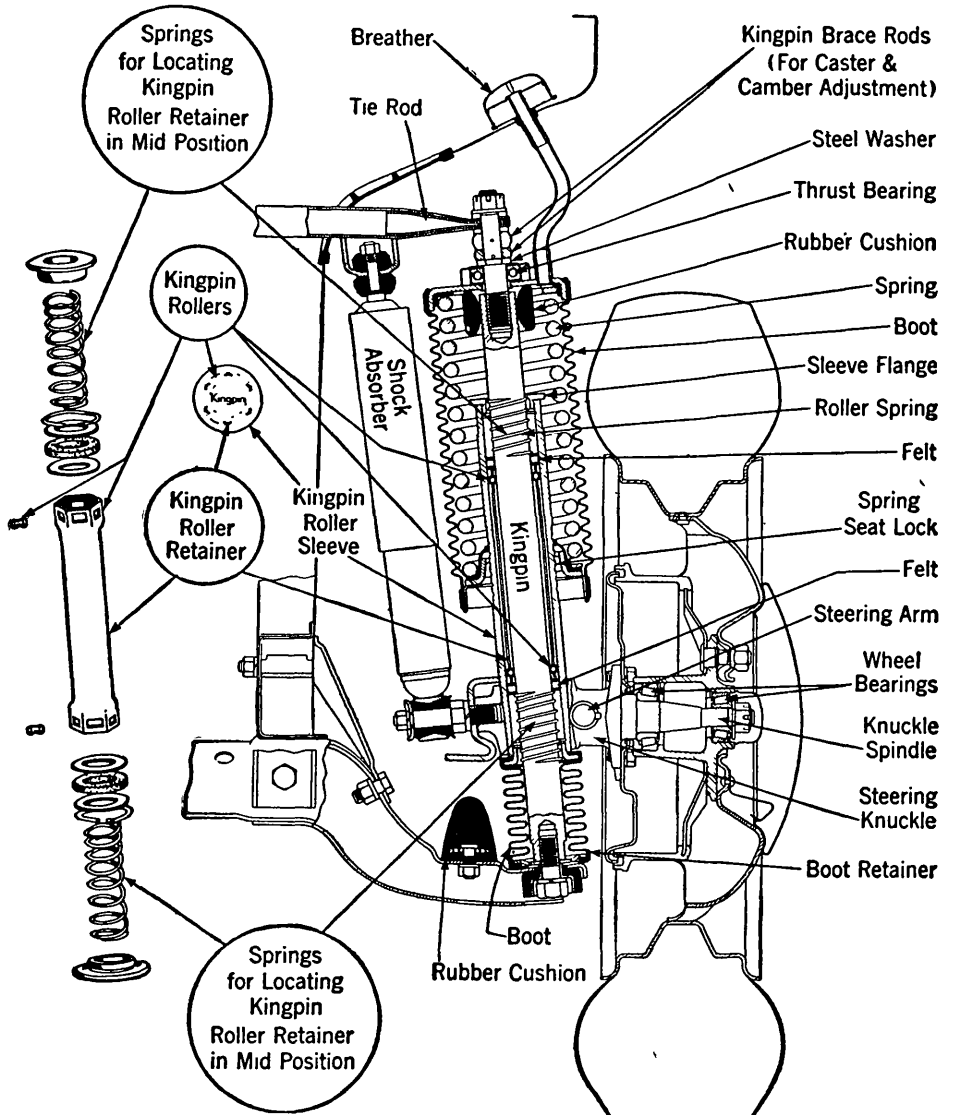 Springs
for Locating
Kingpin
Roller Retainer
in Mid Position
Breather
Tie Rod
Kingpin Brace Rods
(For Caster &
Camber Adjustment)
Steel Washer
Thrust Bearing
Rubber Cushion
Spring
Boot
Sleeve Flange
Roller Spring
Felt
Spring
Seat Lock
Felt
Steering Arm
Wheel
Bearings
Knuckle
Spindle
Steering
Knuckle
Boot Retainer
Kingpin
Rollers
Kingpin
Shock
Absorber
Kingpin
Roller
Retainer
Kingpin
Roller
Sleeve
Kingpin
Boot
Rubber Cushion
Springs
for Locating
Kingpin
Roller Retainer
in Mid Position